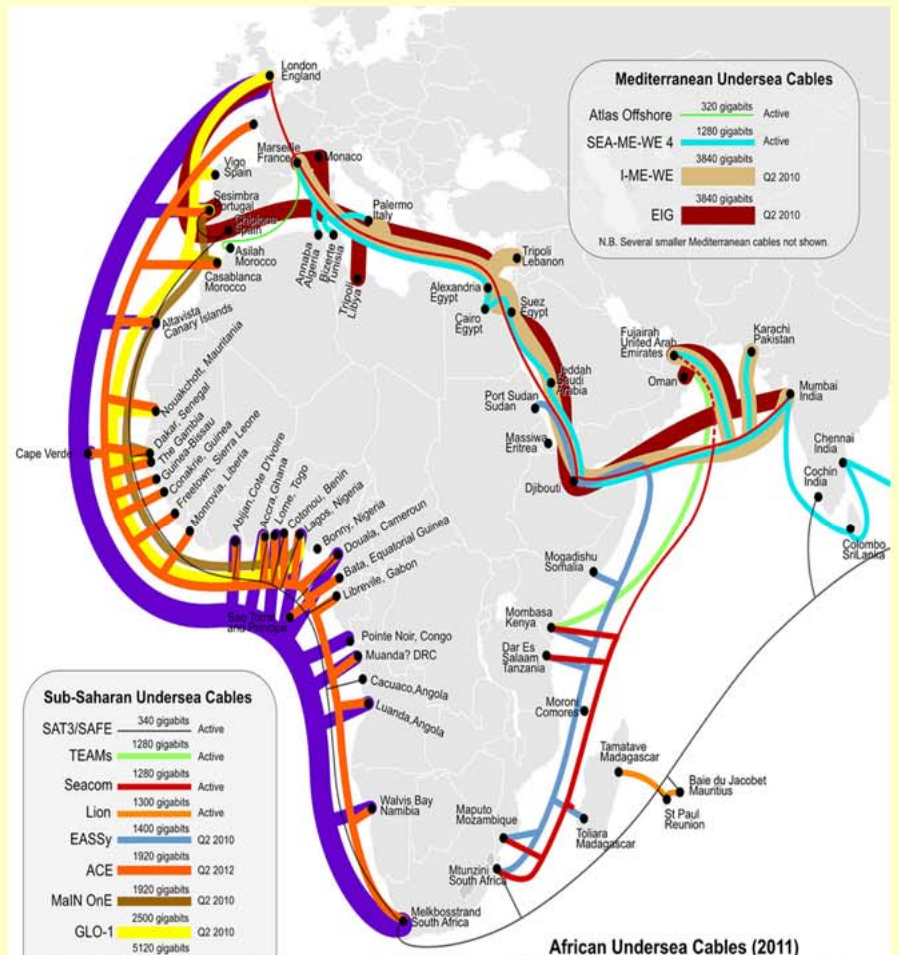 London
England
Marseille
France
Monaco
Vigo
Spain
Sesimbra
Portugal
Chipiona
Spain
Asilah
Morocco
Casablanca
Morocco
Annaba
Algeria
Bizerte
Tunisia
Palermo
Italy
Tripoli
Libya
Tripoli
Lebanon
Alexandria
Egypt
Cairo
Egypt
Suez
Egypt
Mediterranean Undersea Cables
Atlas Offshore 320 gigabits Active
SEA-ME-WE 4 1280 gigabits Active
I-ME-WE 3840 gigabits Q2 2010
EIG 3840 gigabits Q2 2010
N.B. Several smaller Mediterranean cables not shown.
Altavista
Canary Islands
Nouakchott, Mauritania
Dakar, Senegal
Cape Verde
The Gambia
Guinea-Bissau
Conakrie, Guinea
Freetown, Sierra Leone
Monrovia, Liberia
Abijan,Cote D'Ivoire
Accra, Ghana
Lome, Togo
Cotonou, Benin
Lagos, Nigeria
Bonny, Nigeria
Douala, Cameroun
Bata, Equatorial Guinea
Libreville, Gabon
Sao Tome
and Principe
Pointe Noir, Congo
Muanda? DRC
Cacuaco,Angola
Luanda,Angola
Walvis Bay
Namibia
Melkbosstrand
South Africa
Jeddah
Saudi
Arabia
Port Sudan
Sudan
Massiwa
Eritrea
Djibouti
Fujairah
United Arab
Emirates
Oman
Karachi
Pakistan
Mumbai
India
Chennai
India
Cochin
India
Colombo
SriLanka
Mogadishu
Somalia
Mombasa
Kenya
Dar Es
Salaam
Tanzania
Moroni
Comores
Tamatave
Madagascar
Baie du Jacobet
Mauritius
St Paul
Reunion
Toliara
Madagascar
Maputo
Mozambique
Mtunzini
South Africa
Sub-Saharan Undersea Cables
SAT3/SAFE 340 gigabits Active
TEAMs 1280 gigabits Active
Seacom 1280 gigabits Active
Lion 1300 gigabits Active
EASSy 1400 gigabits Q2 2010
ACE 1920 gigabits Q2 2012
MaIN OnE 1920 gigabits Q2 2010
GLO-1 2500 gigabits Q2 2010
5120 gigabits
African Undersea Cables (2011)